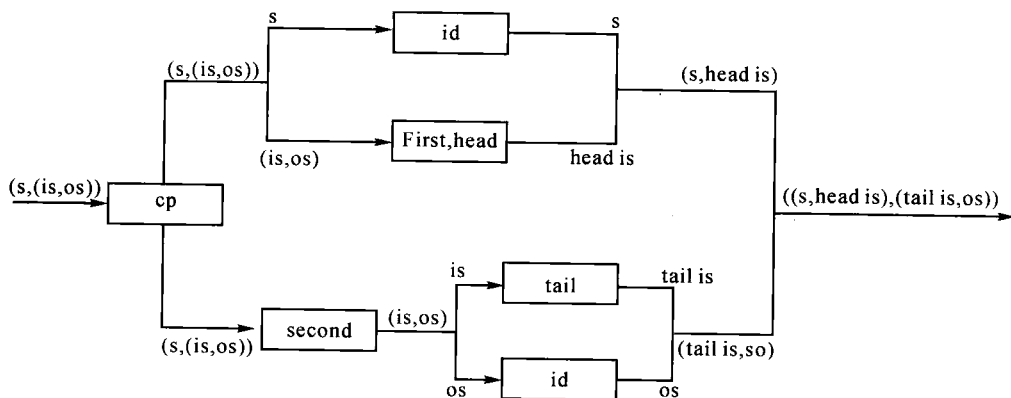 s
id
s
(s,(is,os))
(s,head is)
First,head
(is,os)
head is
(s,(is,os))
cp
((s,head is),(tail is,os))
is
tail
tail is
second
(is,os)
(s,(is,os))
(tail is,so)
os
id
os